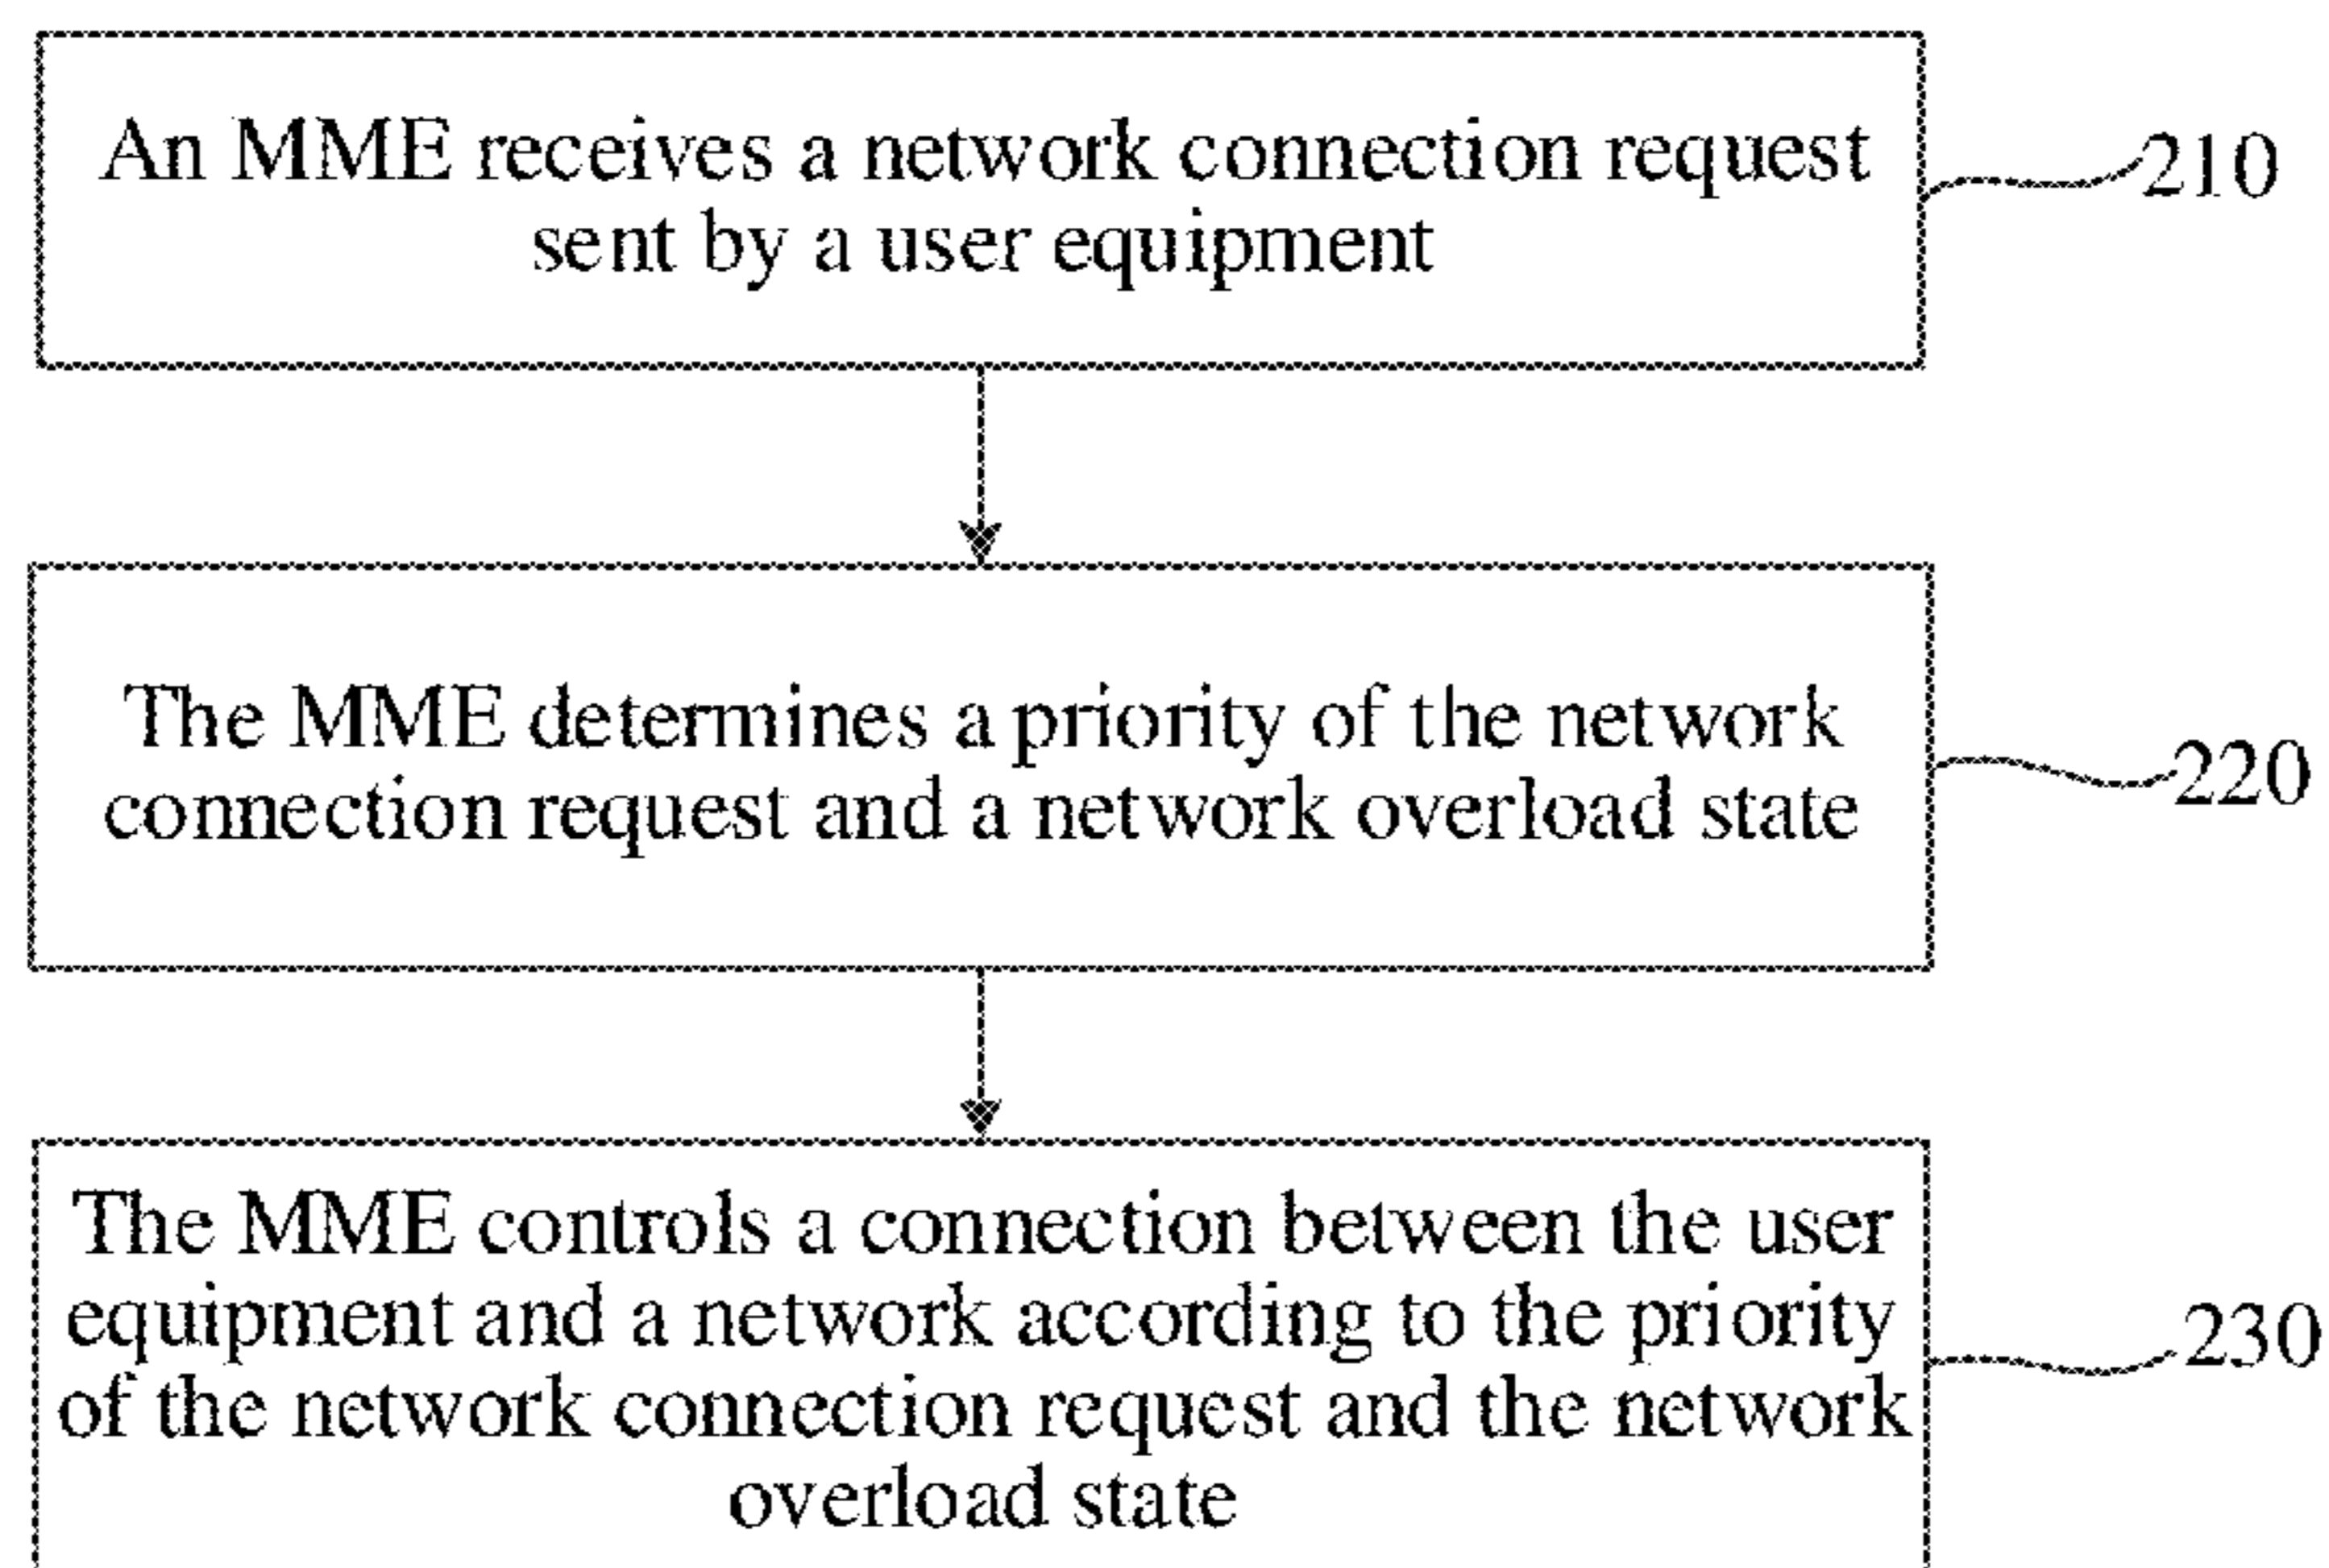 An MME receives a network connection request
sent by a user equipment
210
The MME determines a priority of the network
connection request and a network overload state
220
The MME controls a connection between the user
equipment and a network according to the priority
of the network connection request and the network
overload state
230